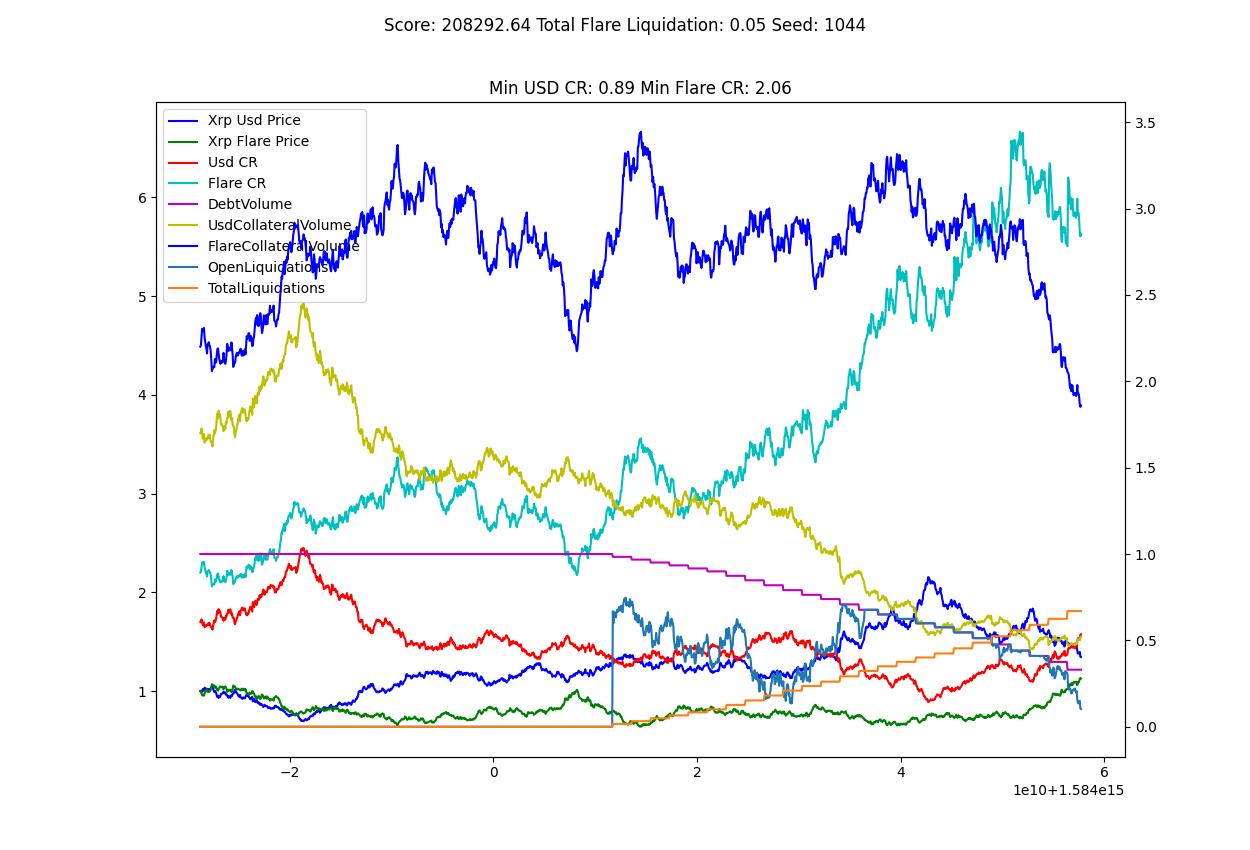 Score: 208292.64 Total Flare Liquidation: 0.05 Seed: 1044
Min USD CR: 0.89 Min Flare CR: 2.06
Xrp Usd Price
Xrp Flare Price
Usd CR
Flare CR
DebtVolume
UsdCollateralVolume
FlareCollateralVolume
OpenLiquidations
TotalLiquidations
6
5
4
3
2
1
3.5
3.0
2.5
2.0
1.5
1.0
0.5
0.0
−2 0 2 4 6
1e10+1.584e15